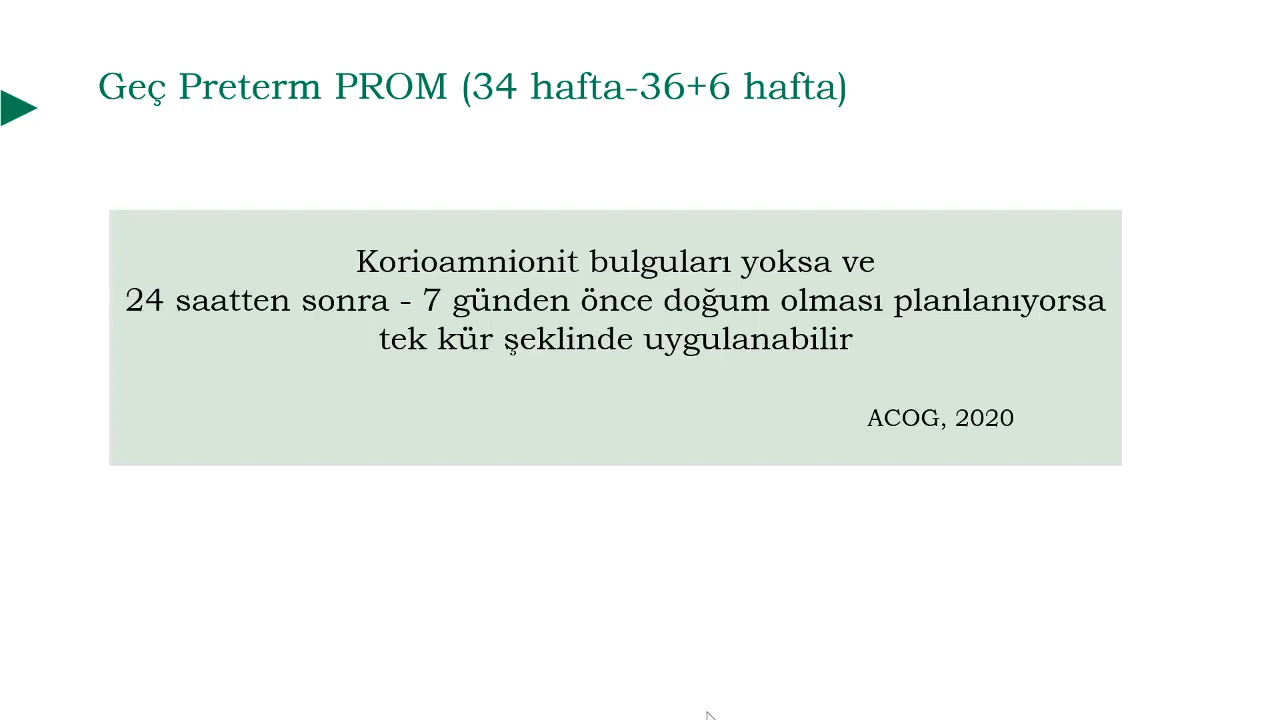 Geç Preterm PROM (34 hafta-36+6 hafta)
Korioamnionit bulguları yoksa ve
24 saatten sonra - 7 günden önce doğum olması planlanıyorsa
tek kür şeklinde uygulanabilir
ACOG, 2020